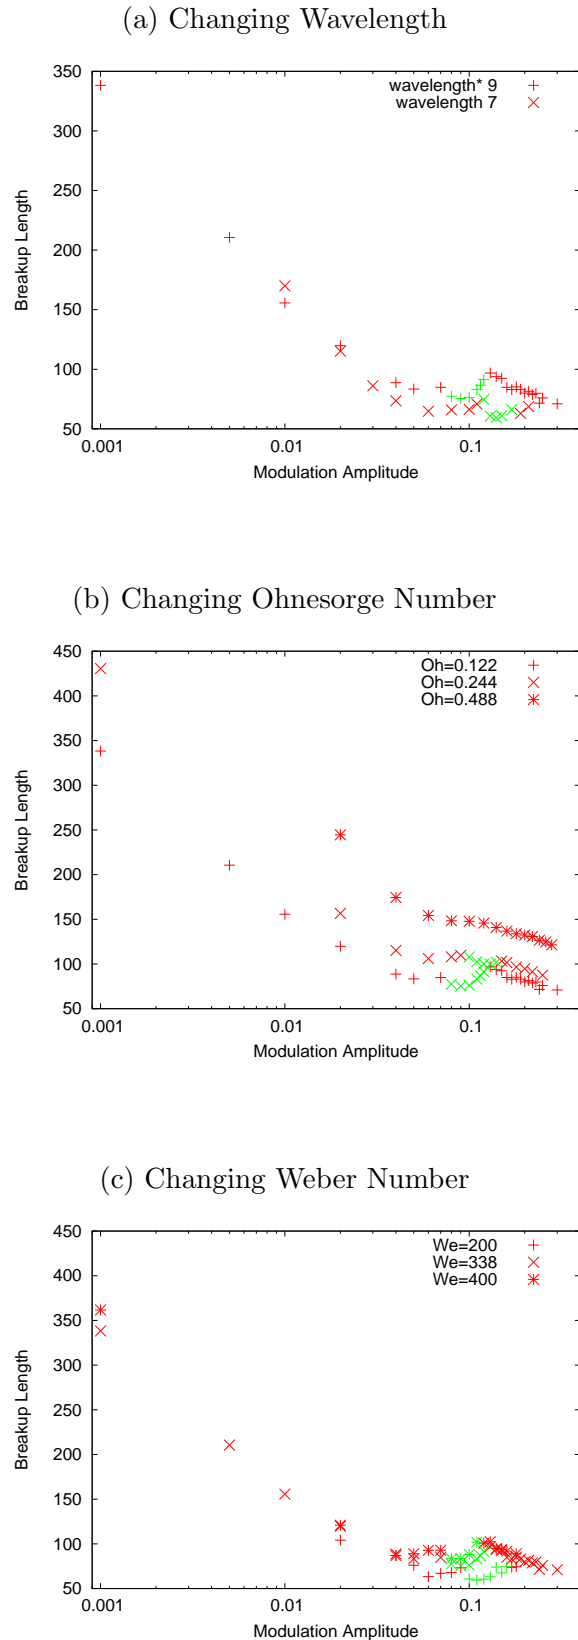 (a) Changing Wavelength
350
300
250
200
150
100
50
0.001
0.01
0.1
Breakup Length
Modulation Amplitude
wavelength* 9
wavelength 7
(b) Changing Ohnesorge Number
450
400
350
300
250
200
150
100
50
0.001
0.01
0.1
Breakup Length
Modulation Amplitude
Oh=0.122
Oh=0.244
Oh=0.488
(c) Changing Weber Number
450
400
350
300
250
200
150
100
50
0.001
0.01
0.1
Breakup Length
Modulation Amplitude
We=200
We=338
We=400